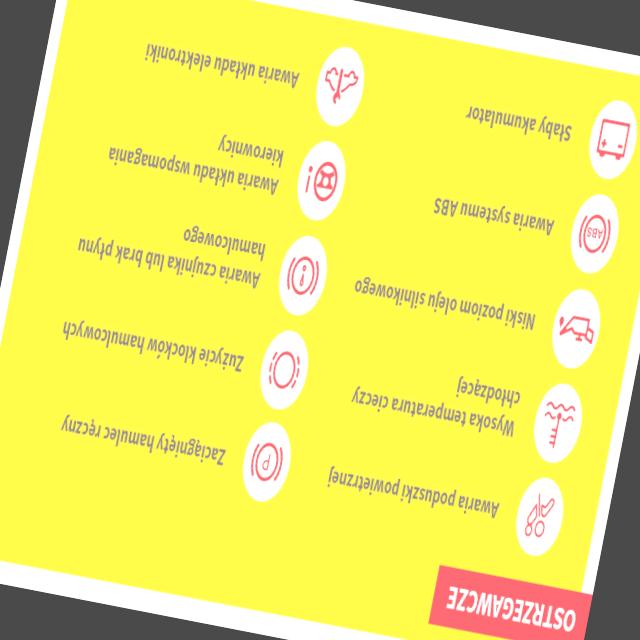 OSTRZEGAWCZE
Awaria poduszki powietrznej
Wysoka temperatura cieczy
chłodzącej
Niski poziom oleju silnikowego
Awaria systemu ABS
ABS
Słaby akumulator
Zaciągnięty hamulec ręczny
P
Zużycie klocków hamulcowych
Awaria czujnika lub brak płynu
hamulcowego
Awaria układu wspomagania
kierownicy
Awaria układu elektroniki